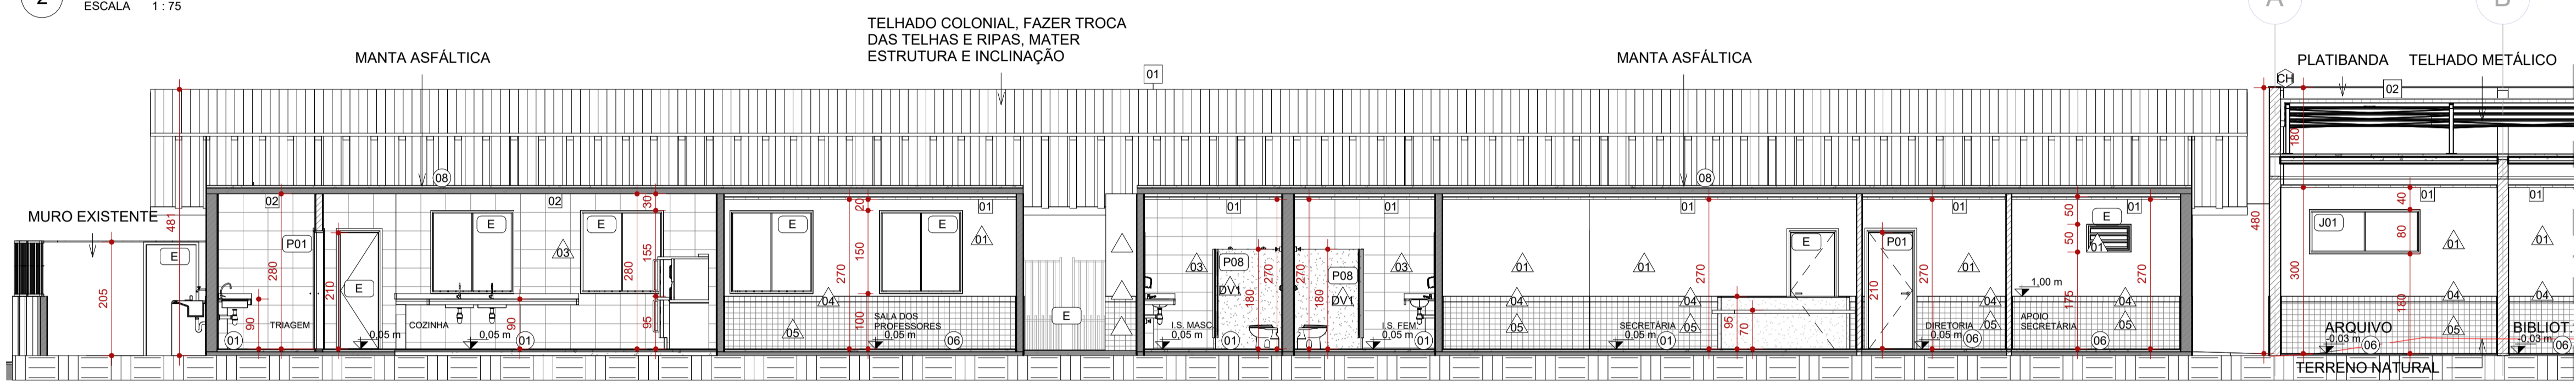 2
ESCALA 1 : 75
A
B
TELHADO COLONIAL, FAZER TROCA
DAS TELHAS E RIPAS, MATER
ESTRUTURA E INCLINAÇÃO
MANTA ASFÁLTICA
MANTA ASFÁLTICA
PLATIBANDA
TELHADO METÁLICO
01
CH
02
180
08
08
MURO EXISTENTE
481
205
E
02
P01
280
90
TRIAGEM
01
210
E
0,05 m
COZINHA
02
E
E
03
0,05 m
90
01
280
30
155
95
E
E
01
01
20
150
100
270
04
05
SALA DOS
PROFESSORES
0,05 m
06
E
01
03
P08
DV1
180
270
I.S. MASC.
0,05 m
01
01
03
P08
DV1
270
180
I.S. FEM.
0,05 m
01
01
01
01
04
04
05
05
270
E
95
70
SECRETÁRIA
0,05 m
01
P01
01
01
210
270
04
05
DIRETORIA
0,05 m
06
01
E
01
50
50
175
270
1,00 m
04
05
APOIO
SECRETÁRIA
06
480
300
J01
01
01
40
80
180
04
05
ARQUIVO
-0,03 m
06
01
01
04
BIBLIOT.
-0,03 m
06
TERRENO NATURAL